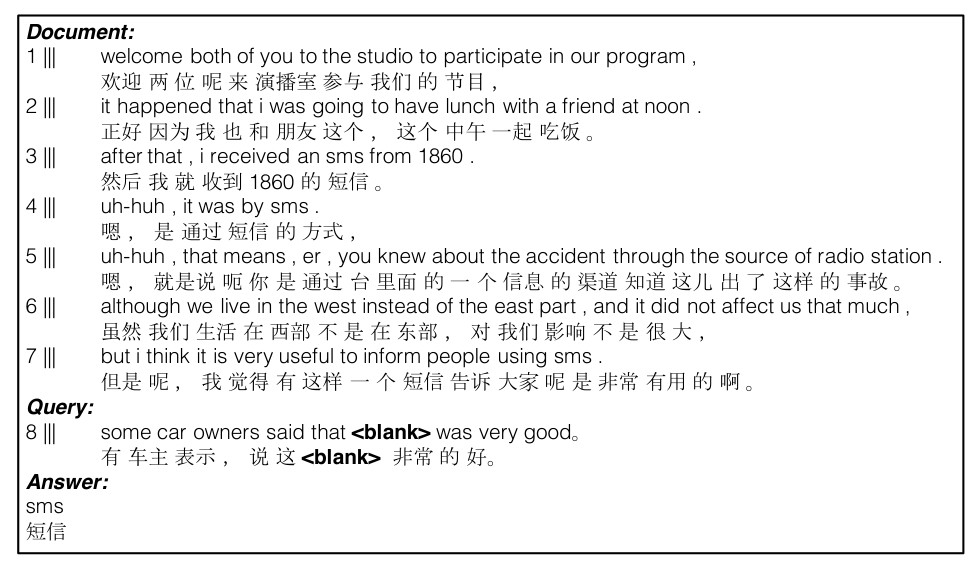 Document:
1 ||| welcome both of you to the studio to participate in our program ,
欢迎 两 位 呢 来 演播室 参与 我们 的 节目 ,
2 ||| it happened that i was going to have lunch with a friend at noon .
正好 因为 我 也 和 朋友 这个 , 这个 中午 一起 吃饭 。
3 ||| after that , i received an sms from 1860 .
然后 我 就 收到 1860 的 短信 。
4 ||| uh-huh , it was by sms .
嗯 , 是 通过 短信 的 方式 ,
5 ||| uh-huh , that means , er , you knew about the accident through the source of radio station .
嗯 , 就是说 呃 你 是 通过 台 里面 的 一 个 信息 的 渠道 知道 这儿 出 了 这样 的 事故 。
6 ||| although we live in the west instead of the east part , and it did not affect us that much ,
虽然 我们 生活 在 西部 不 是 在 东部 , 对 我们 影响 不 是 很 大 ,
7 ||| but i think it is very useful to inform people using sms .
但是 呢 , 我 觉得 有 这样 一 个 短信 告诉 大家 呢 是 非常 有用 的 啊 。
Query:
8 ||| some car owners said that <blank> was very good。
有 车主 表示 , 说 这 <blank> 非常 的 好。
Answer:
sms
短信